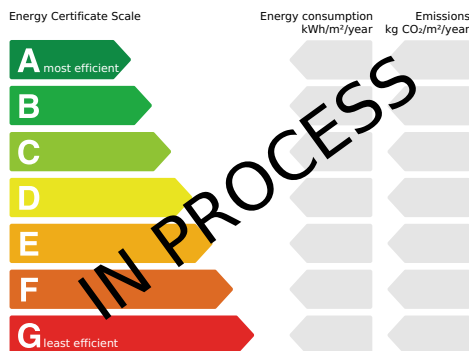 Energy Certificate Scale
Energy consumption
kWh/m²/year
Emissions
kg CO₂/m²/year
A most efficient
B
C
D
E
F
G least efficient
IN PROCESS